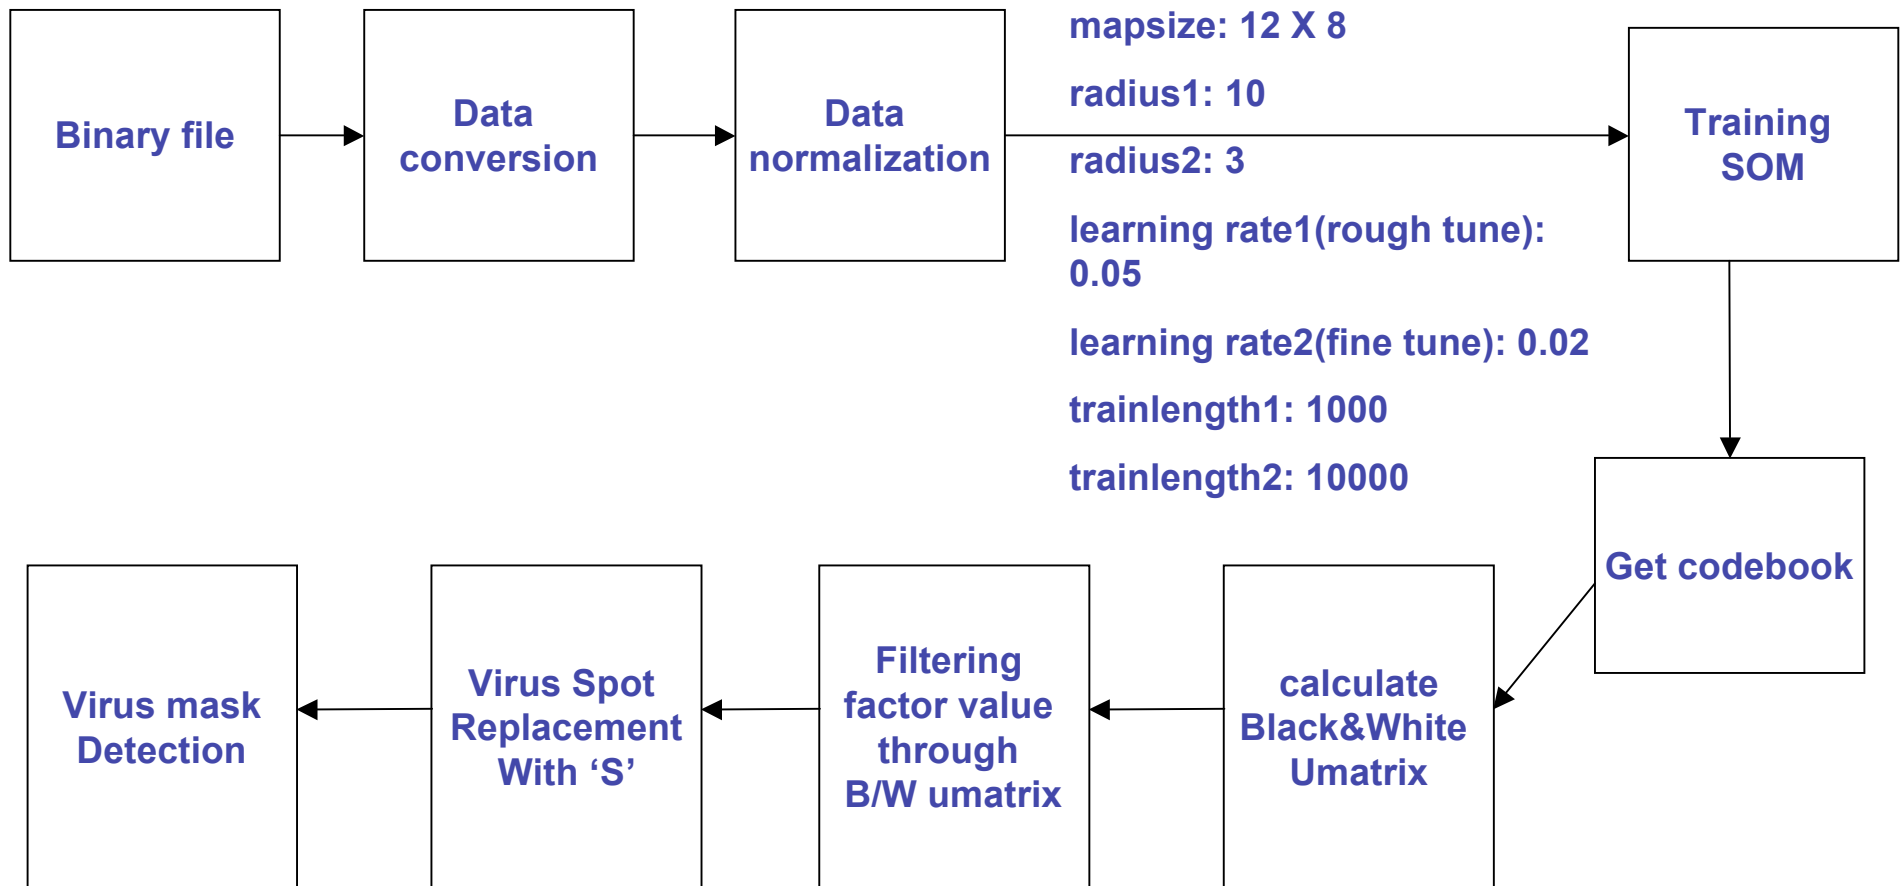 Binary file
Data
conversion
Data
normalization
mapsize: 12 X 8
radius1: 10
radius2: 3
learning rate1(rough tune):
0.05
learning rate2(fine tune): 0.02
trainlength1: 1000
trainlength2: 10000
Training
SOM
Get codebook
calculate
Black&White
Umatrix
Filtering
factor value
through
B/W umatrix
Virus Spot
Replacement
With ‘S’
Virus mask
Detection